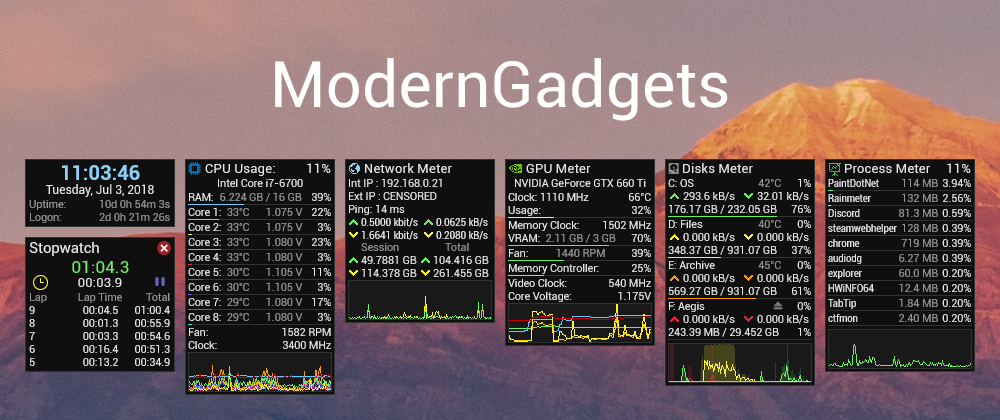 ModernGadgets
11:03:46
Tuesday, Jul 3, 2018
Uptime: 10d 0h 54m 3s
Logon: 2d 0h 21m 26s
Stopwatch
01:04.3
00:03.9
Lap Lap Time Total
9 00:04.5 01:00.4
8 00:01.3 00:55.9
7 00:03.3 00:54.6
6 00:16.4 00:51.3
5 00:13.2 00:34.9
CPU Usage: 11%
Intel Core i7-6700
RAM: 6.224 GB / 16 GB 39%
Core 1: 33°C 1.075 V 22%
Core 2: 33°C 1.075 V 3%
Core 3: 33°C 1.080 V 23%
Core 4: 33°C 1.080 V 3%
Core 5: 30°C 1.105 V 11%
Core 6: 30°C 1.105 V 3%
Core 7: 29°C 1.080 V 17%
Core 8: 29°C 1.080 V 3%
Fan: 1582 RPM
Clock: 3400 MHz
Network Meter
Int IP : 192.168.0.21
Ext IP : CENSORED
Ping: 14 ms
0.5000 kbit/s 0.0625 kB/s
1.6641 kbit/s 0.2080 kB/s
Session Total
49.7881 GB 104.416 GB
114.378 GB 261.455 GB
GPU Meter
NVIDIA GeForce GTX 660 Ti
Clock: 1110 MHz 66°C
Usage: 32%
Memory Clock: 1502 MHz
VRAM: 2.11 GB / 3 GB 70%
Fan: 1440 RPM 39%
Memory Controller: 25%
Video Clock: 540 MHz
Core Voltage: 1.175V
Disks Meter
C: OS 42°C 1%
293.6 kB/s 32.01 kB/s
176.17 GB / 232.05 GB 76%
D: Files 40°C 0%
0.000 kB/s 0.000 kB/s
348.37 GB / 931.07 GB 37%
E: Archive 45°C 0%
0.000 kB/s 0.000 kB/s
569.27 GB / 931.07 GB 61%
F: Aegis 0%
0.000 kB/s 0.000 kB/s
243.39 MB / 29.452 GB 1%
Process Meter 11%
PaintDotNet 114 MB 3.94%
Rainmeter 132 MB 2.56%
Discord 81.3 MB 0.59%
steamwebhelper 128 MB 0.39%
chrome 719 MB 0.39%
audiodg 6.27 MB 0.39%
explorer 60.0 MB 0.20%
HWiNFO64 12.4 MB 0.20%
TabTip 1.84 MB 0.20%
ctfmon 2.40 MB 0.20%